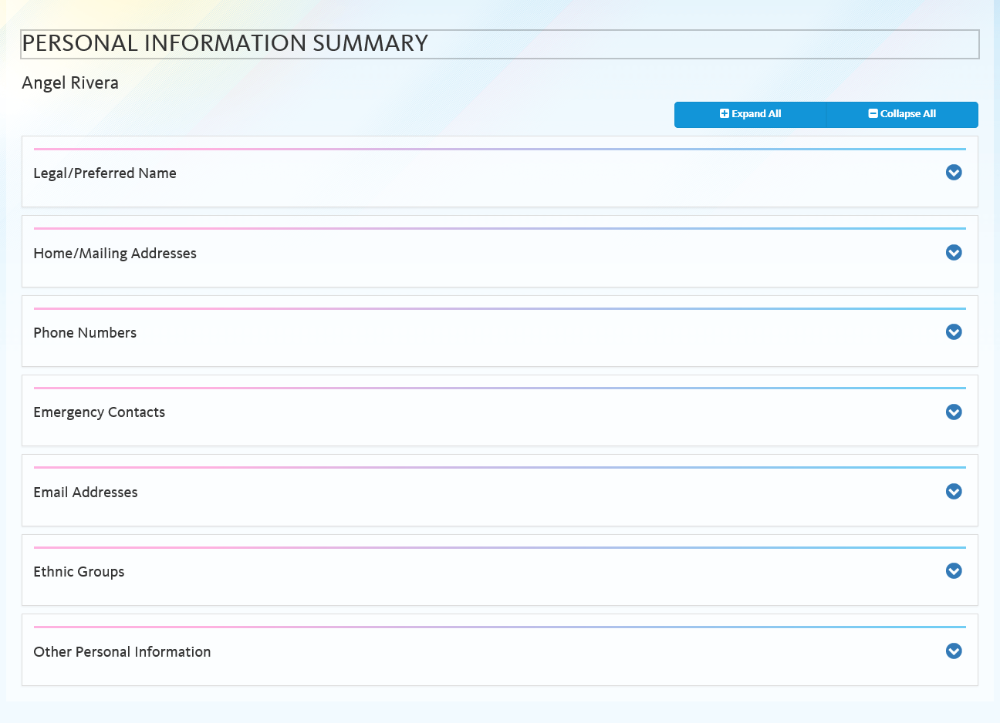 PERSONAL INFORMATION SUMMARY
Angel Rivera
Expand All Collapse All
Legal/Preferred Name
Home/Mailing Addresses
Phone Numbers
Emergency Contacts
Email Addresses
Ethnic Groups
Other Personal Information